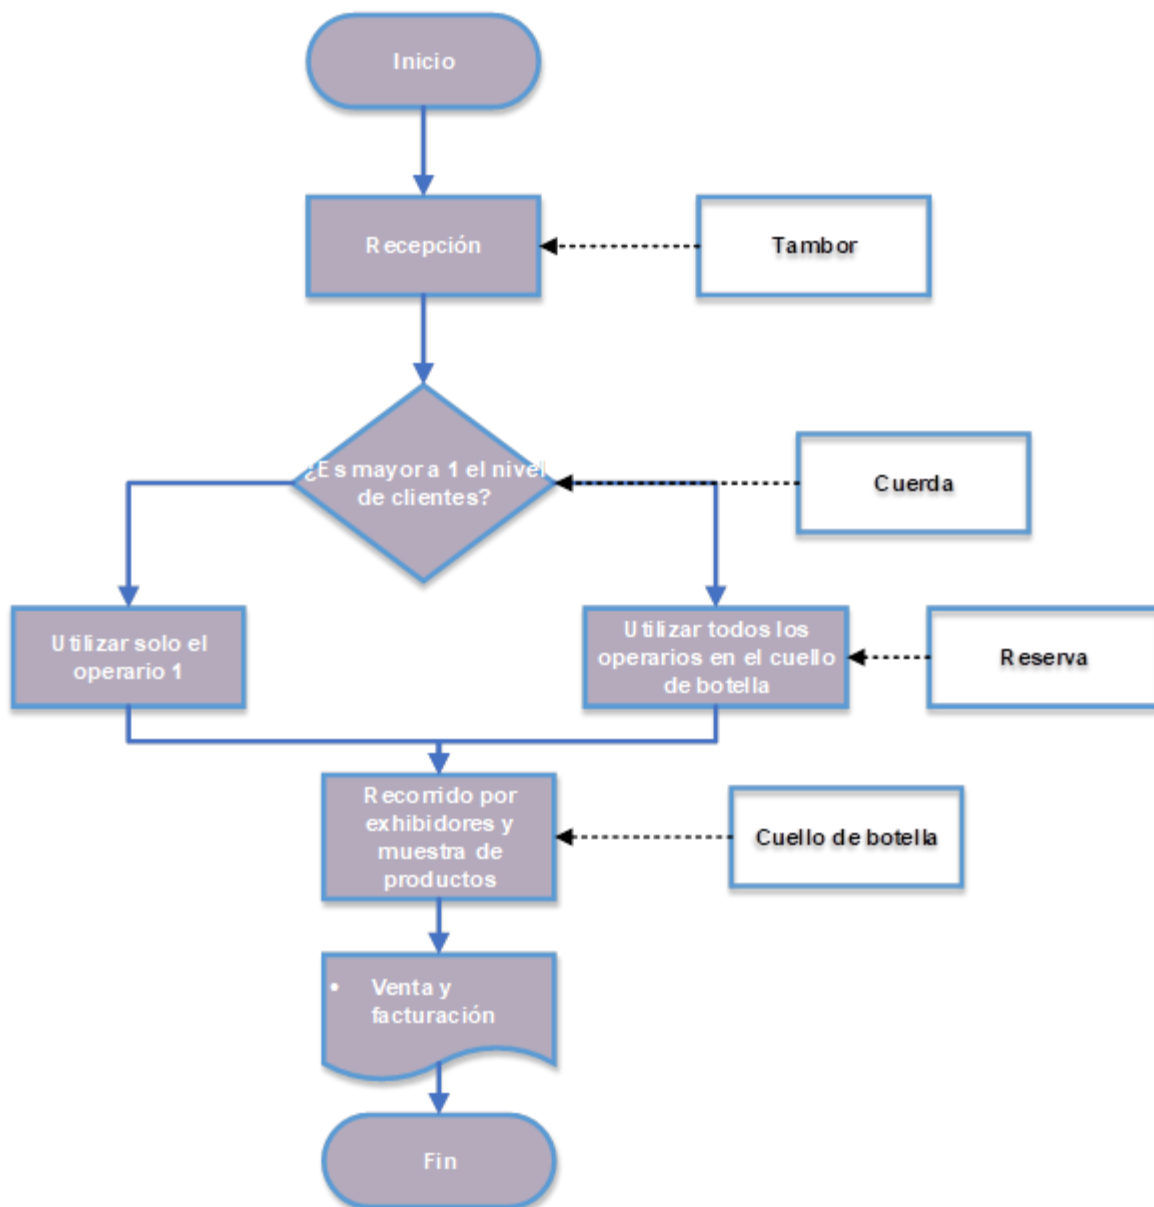 Inicio
Recepción
Tambor
¿Es mayor a 1 el nivel
de clientes?
Cuerda
Utilizar solo el
operario 1
Utilizar todos los
operarios en el cuello
de botella
Reserva
Recorrido por
exhibidores y
muestra de
productos
Cuello de botella
• Venta y
facturación
Fin